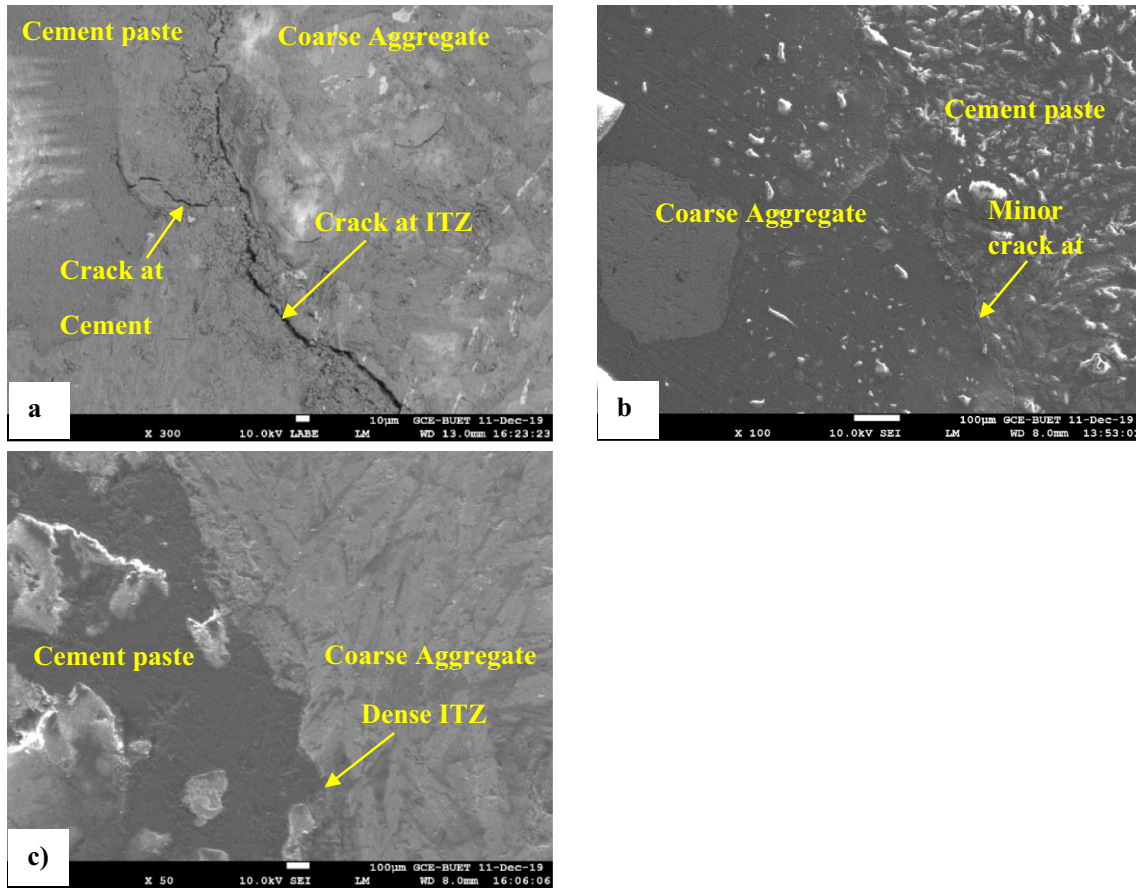 Cement paste
Coarse Aggregate
Crack at ITZ
Crack at
Cement
a
10µm GCE-BUET 11-Dec-19
X 300 10.0kV LABE LM WD 13.0mm 16:23:23
Cement paste
Coarse Aggregate
Minor
crack at
b
100µm GCE-BUET 11-Dec-19
X 100 10.0kV SEI LM WD 8.0mm 13:53:01
Cement paste
Coarse Aggregate
Dense ITZ
c)
100µm GCE-BUET 11-Dec-19
X 50 10.0kV SEI LM WD 8.0mm 16:06:06